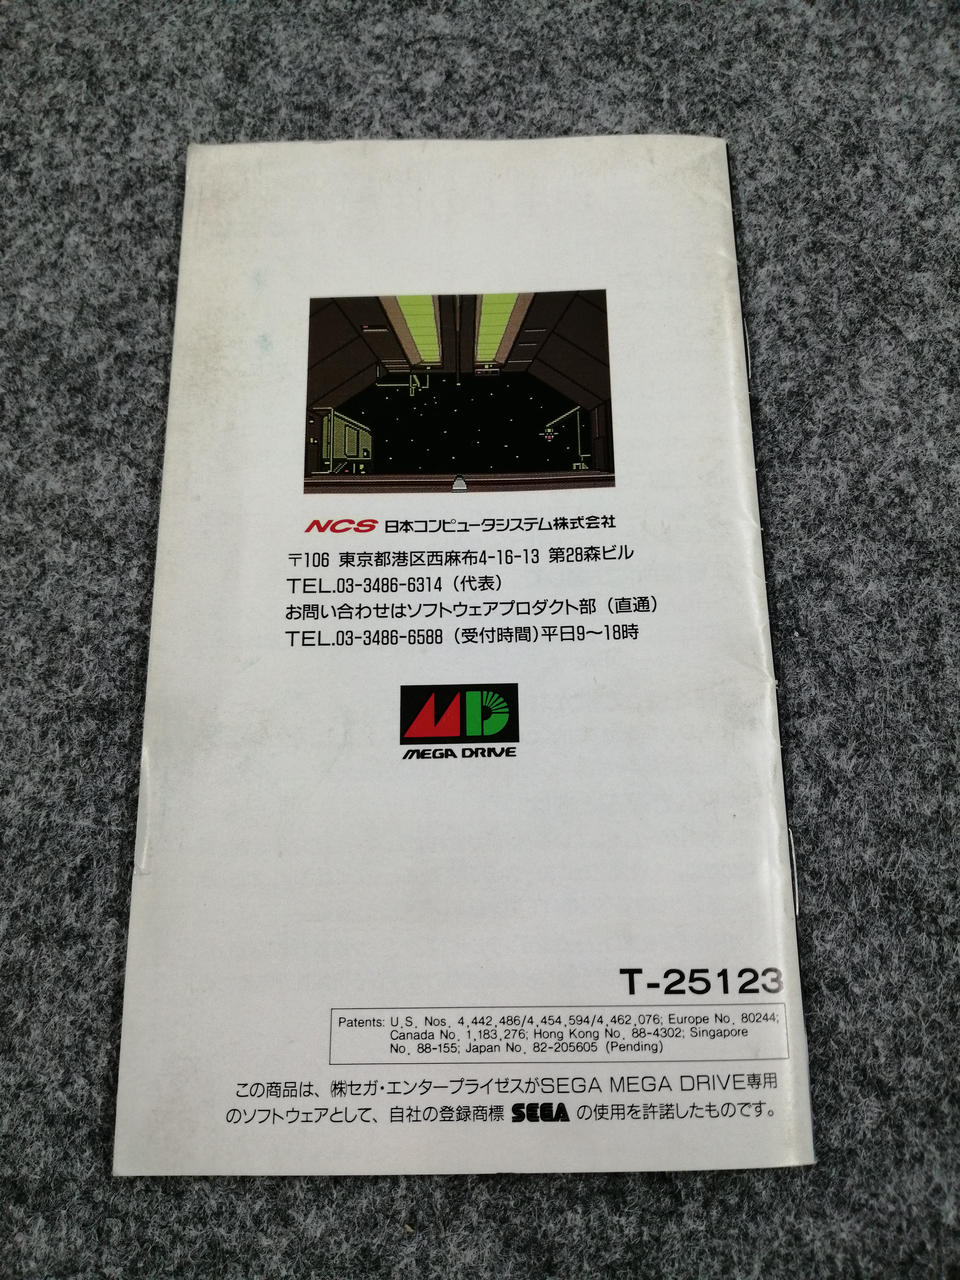 NCS 日本コンピュータシステム株式会社
〒106 東京都港区西麻布4-16-13 第28森ビル
TEL.03-3486-6314（代表）
お問い合わせはソフトウェアプロダクト部（直通）
TEL.03-3486-6588（受付時間）平日9〜18時
MD
MEGA DRIVE
T-25123
Patents: U.S. Nos. 4,442,486/4,454,594/4,462,076; Europe No. 80244;
Canada No. 1,183,276; Hong Kong No. 88-4302; Singapore
No. 88-155; Japan No. 82-205605 (Pending)
この商品は、㈱セガ・エンタープライゼスがSEGA MEGA DRIVE専用
のソフトウェアとして、自社の登録商標 SEGA の使用を許諾したものです。